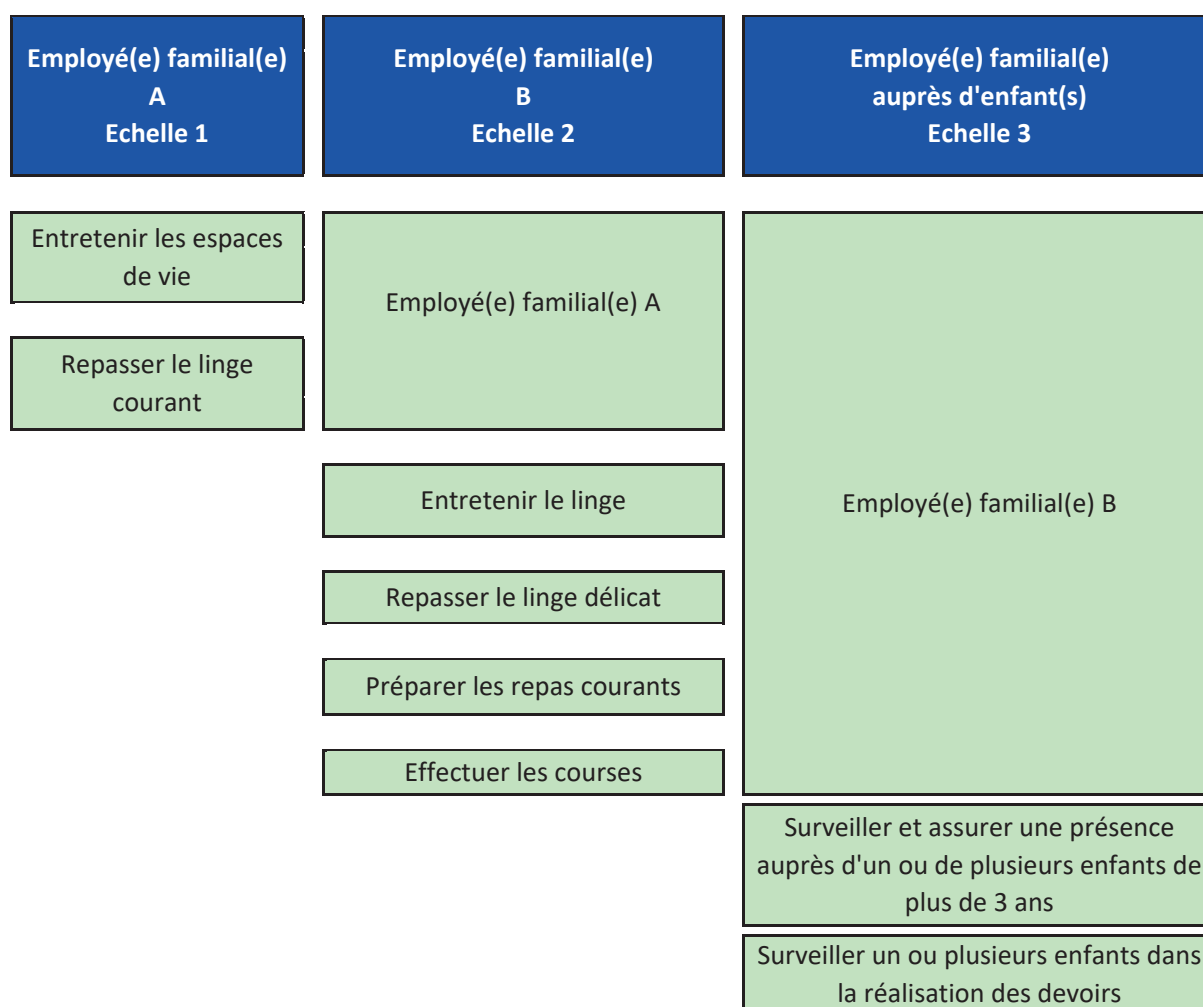 Employé(e) familial(e)
A
Echelle 1
Employé(e) familial(e)
B
Echelle 2
Employé(e) familial(e)
auprès d'enfant(s)
Echelle 3
Entretenir les espaces
de vie
Repasser le linge
courant
Employé(e) familial(e) A
Entretenir le linge
Repasser le linge délicat
Préparer les repas courants
Effectuer les courses
Employé(e) familial(e) B
Surveiller et assurer une présence
auprès d'un ou de plusieurs enfants de
plus de 3 ans
Surveiller un ou plusieurs enfants dans
la réalisation des devoirs